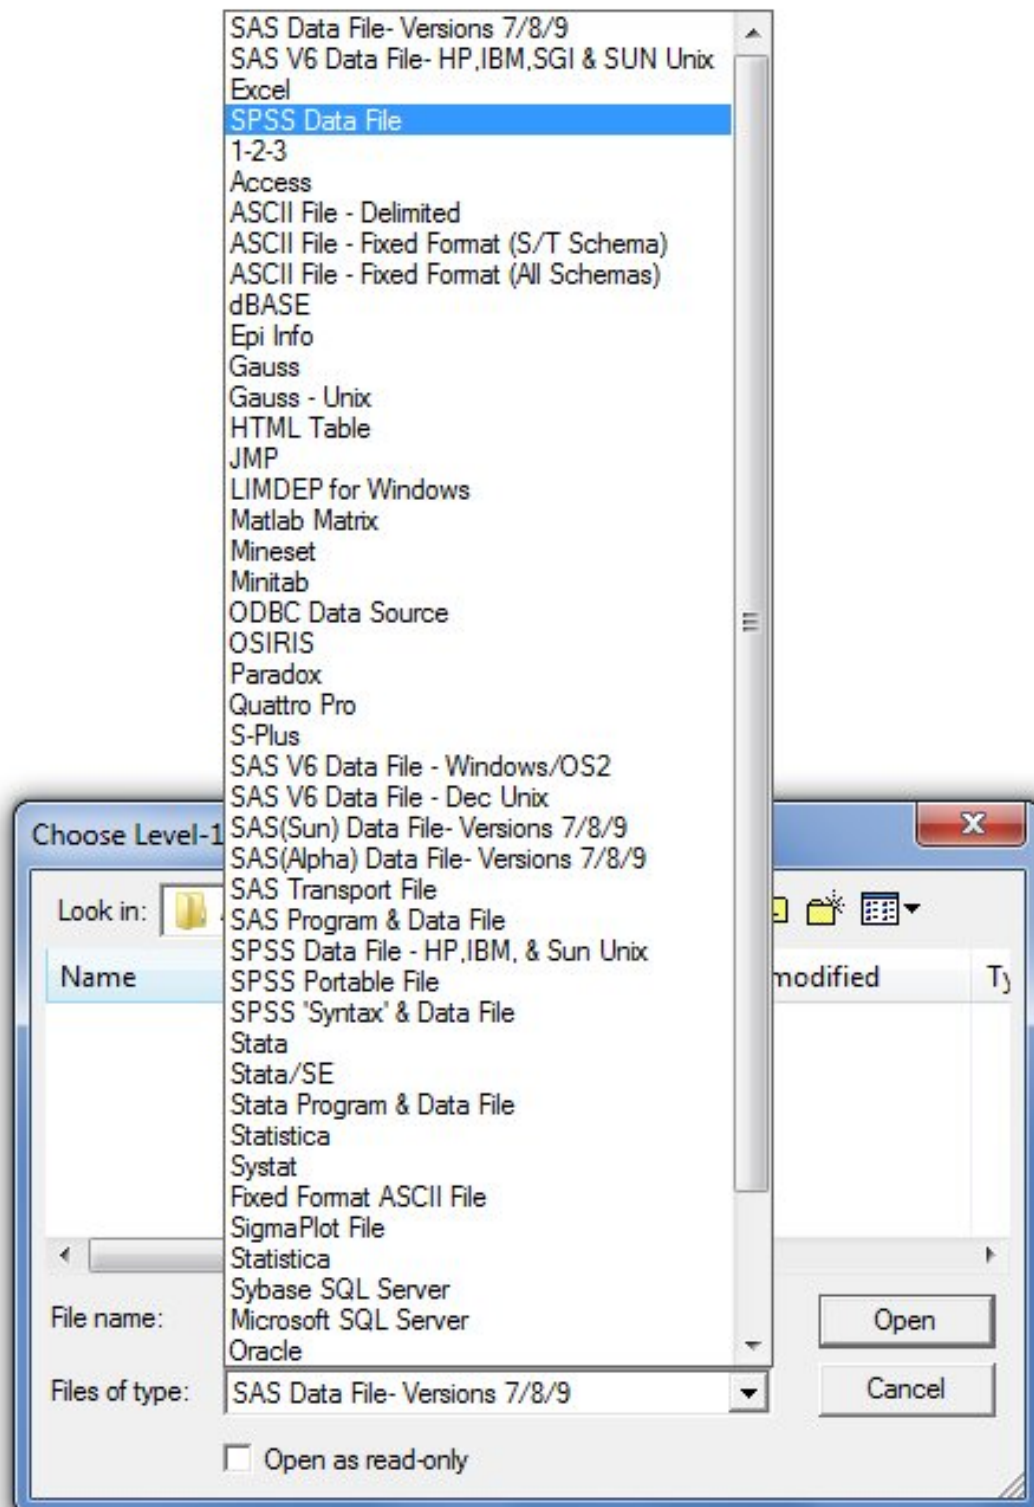 SAS Data File- Versions 7/8/9
SAS V6 Data File- HP,IBM,SGI & SUN Unix
Excel
SPSS Data File
1-2-3
Access
ASCII File - Delimited
ASCII File - Fixed Format (S/T Schema)
ASCII File - Fixed Format (All Schemas)
dBASE
Epi Info
Gauss
Gauss - Unix
HTML Table
JMP
LIMDEP for Windows
Matlab Matrix
Mineset
Minitab
ODBC Data Source
OSIRIS
Paradox
Quattro Pro
S-Plus
SAS V6 Data File - Windows/OS2
SAS V6 Data File - Dec Unix
SAS(Sun) Data File- Versions 7/8/9
SAS(Alpha) Data File- Versions 7/8/9
SAS Transport File
SAS Program & Data File
SPSS Data File - HP,IBM, & Sun Unix
SPSS Portable File
SPSS 'Syntax' & Data File
Stata
Stata/SE
Stata Program & Data File
Statistica
Systat
Fixed Format ASCII File
SigmaPlot File
Statistica
Sybase SQL Server
Microsoft SQL Server
Oracle
Choose Level-1
Look in:
Name modified Ty
File name: Open
Files of type: SAS Data File- Versions 7/8/9 Cancel
Open as read-only